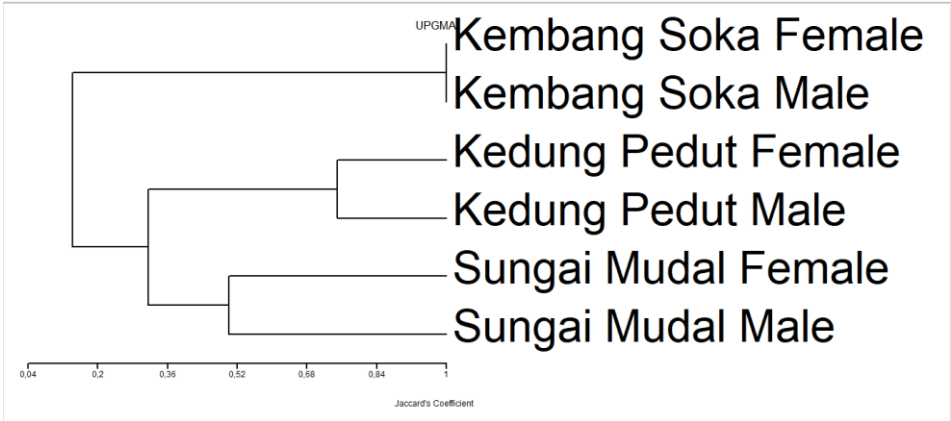 UPGMA
Kembang Soka Female
Kembang Soka Male
Kedung Pedut Female
Kedung Pedut Male
Sungai Mudal Female
Sungai Mudal Male
0,04 0,2 0,36 0,52 0,68 0,84 1
Jaccard's Coefficient